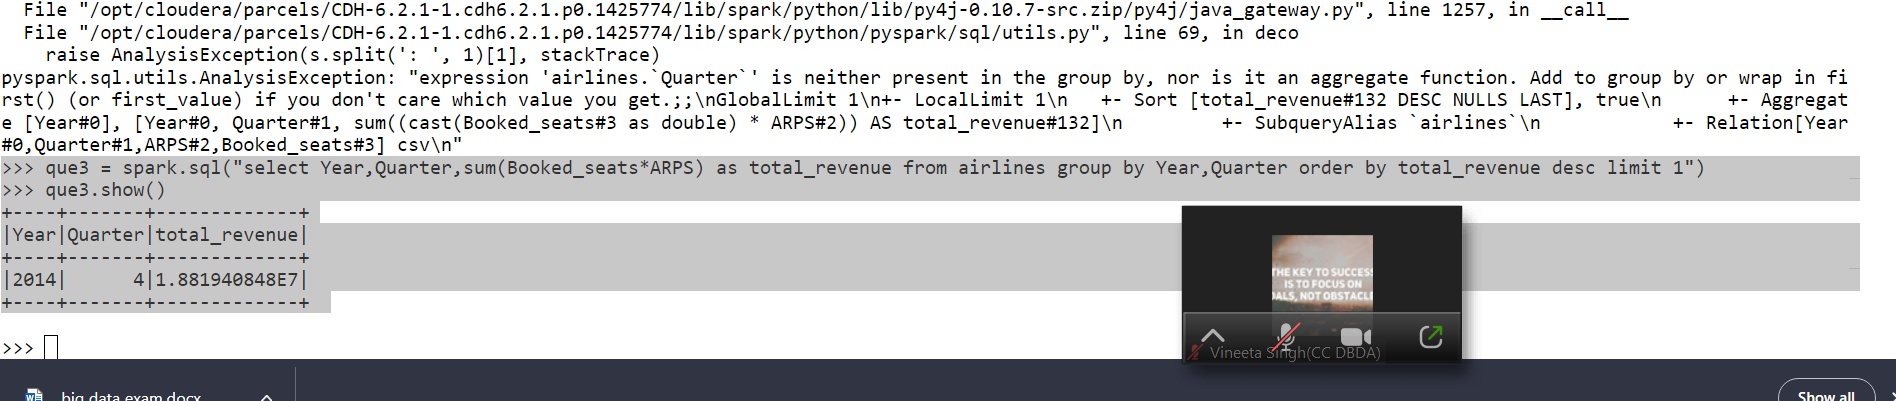 File "/opt/cloudera/parcels/CDH-6.2.1-1.cdh6.2.1.p0.1425774/lib/spark/python/lib/py4j-0.10.7-src.zip/py4j/java_gateway.py", line 1257, in __call__
  File "/opt/cloudera/parcels/CDH-6.2.1-1.cdh6.2.1.p0.1425774/lib/spark/python/pyspark/sql/utils.py", line 69, in deco
    raise AnalysisException(s.split(': ', 1)[1], stackTrace)
pyspark.sql.utils.AnalysisException: "expression 'airlines.`Quarter`' is neither present in the group by, nor is it an aggregate function. Add to group by or wrap in fi
rst() (or first_value) if you don't care which value you get.;;\nGlobalLimit 1\n+- LocalLimit 1\n   +- Sort [total_revenue#132 DESC NULLS LAST], true\n      +- Aggregat
e [Year#0], [Year#0, Quarter#1, sum((cast(Booked_seats#3 as double) * ARPS#2)) AS total_revenue#132]\n         +- SubqueryAlias `airlines`\n            +- Relation[Year
#0,Quarter#1,ARPS#2,Booked_seats#3] csv\n"
>>> que3 = spark.sql("select Year,Quarter,sum(Booked_seats*ARPS) as total_revenue from airlines group by Year,Quarter order by total_revenue desc limit 1")
>>> que3.show()
+----+-------+-------------+
|Year|Quarter|total_revenue|
+----+-------+-------------+
|2014|      4|1.881940848E7|
+----+-------+-------------+
>>>
THE KEY TO SUCCESS
IS TO FOCUS ON
OALS, NOT OBSTACLE
Vineeta Singh(CC DBDA)
big data exam.docx
Show all